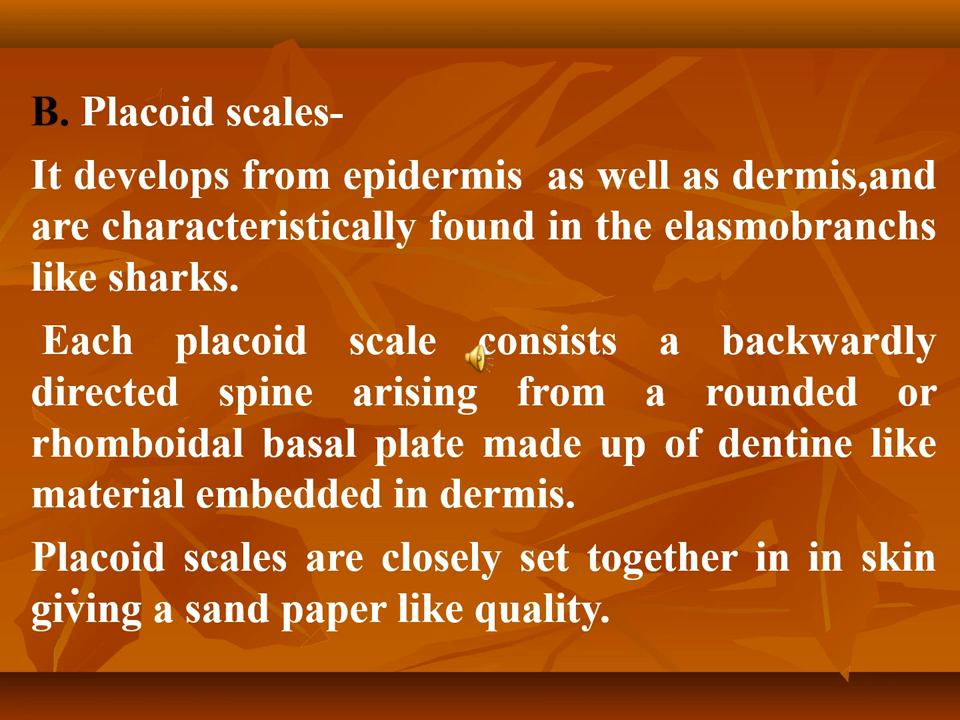 B. Placoid scales-
It develops from epidermis  as well as dermis,and
are characteristically found in the elasmobranchs
like sharks.
Each placoid scale consists a backwardly
directed spine arising from a rounded or
rhomboidal basal plate made up of dentine like
material embedded in dermis.
Placoid scales are closely set together in in skin
giving a sand paper like quality.